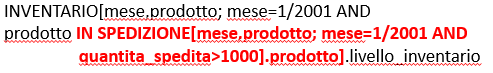 INVENTARIO[mese,prodotto; mese=1/2001 AND
prodotto IN SPEDIZIONE[mese,prodotto; mese=1/2001 AND
quantita_spedita>1000].prodotto].livello_inventario